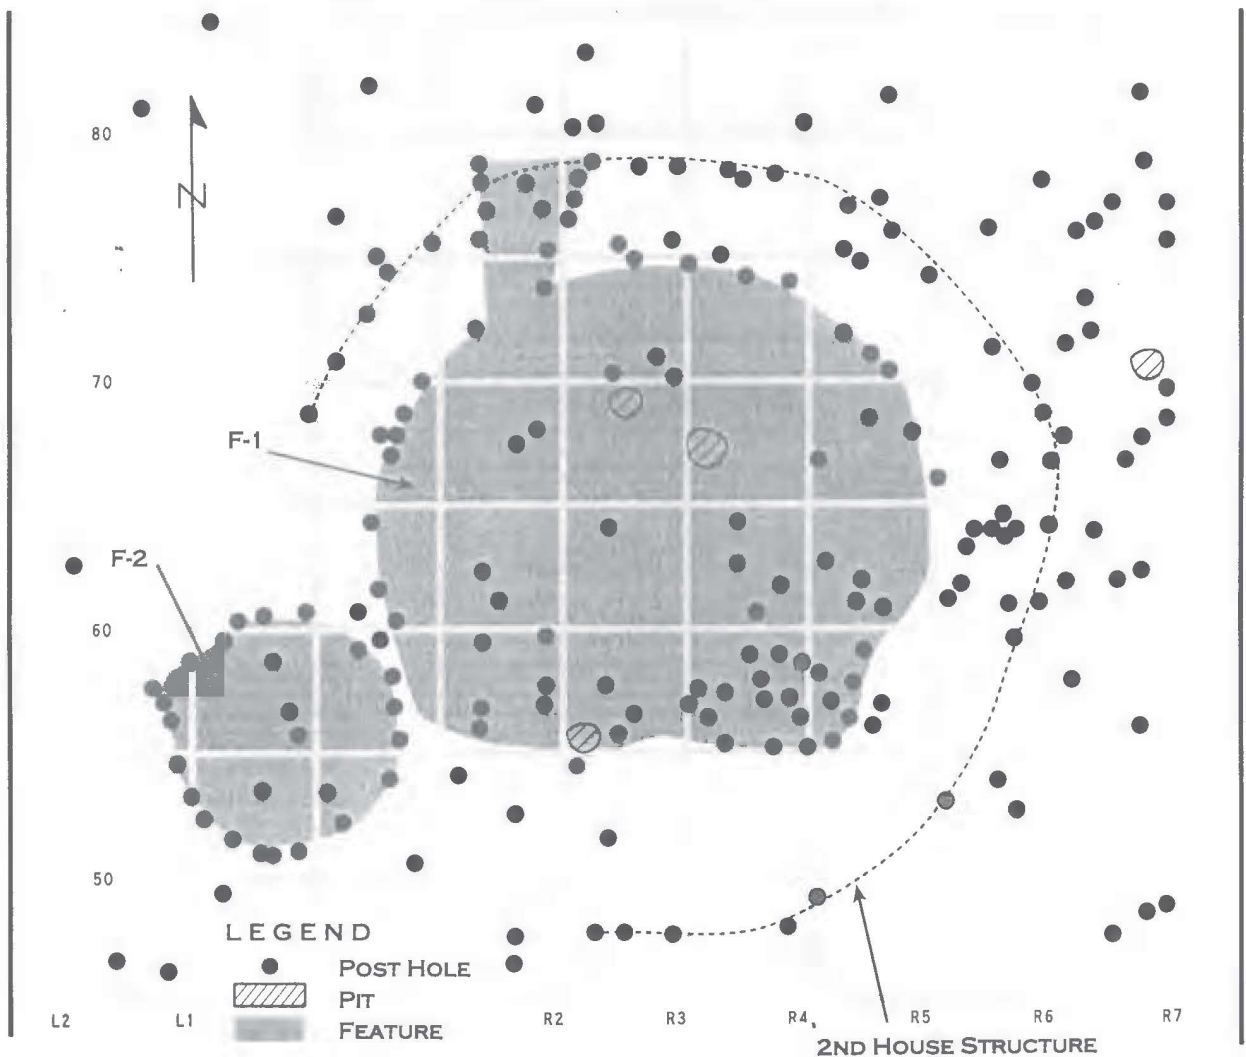 80
N
70
F-1
F-2
60
50
LEGEND
POST HOLE
PIT
FEATURE
L2 L1 R2 R3 R4 R5 R6 R7
2ND HOUSE STRUCTURE